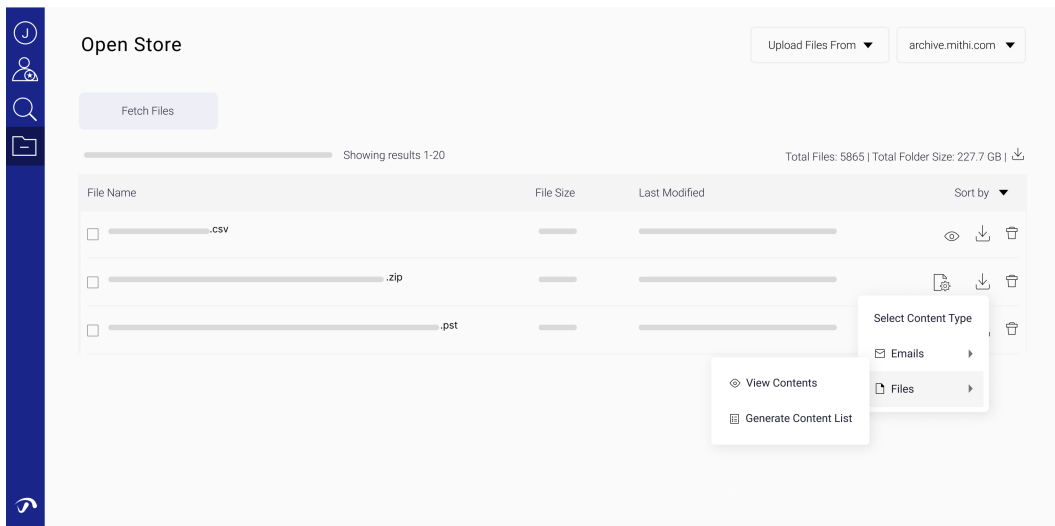 J
Open Store
Upload Files From
archive.mithi.com
Fetch Files
Showing results 1-20
Total Files: 5865 | Total Folder Size: 227.7 GB |
File Name
File Size
Last Modified
Sort by
.csv
.zip
.pst
Select Content Type
Emails
Files
View Contents
Generate Content List